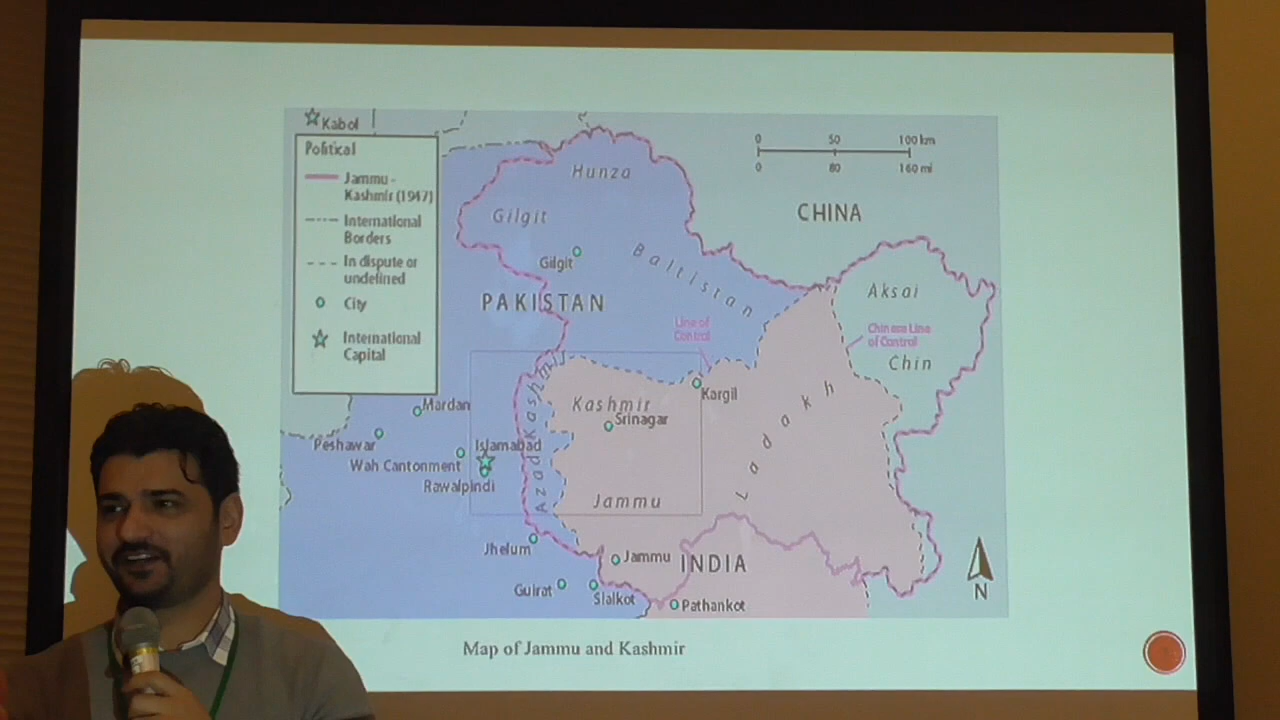 Kabol
Political
Jammu -
Kashmir (1947)
International
Borders
In dispute or
undefined
City
International
Capital
0 50 100 km
0 80 160 mi
Hunza
CHINA
Gilgit
Gilgit
Baltistan
Aksai
PAKISTAN
Line of
Control
Chinese Line
of Control
Chin
Kargil
Kashmir
Srinagar
Ladakh
Azad Kashmir
Mardan
Peshawar
Islamabad
Wah Cantonment
Rawalpindi
Jammu
Jhelum
Jammu
INDIA
Gujrat
Sialkot
Pathankot
N
Map of Jammu and Kashmir